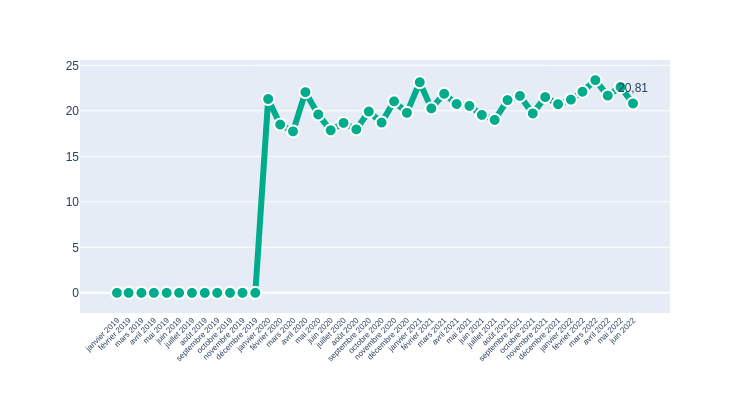 25
20
15
10
5
0
20,81
janvier 2019
février 2019
mars 2019
avril 2019
mai 2019
juin 2019
juillet 2019
août 2019
septembre 2019
octobre 2019
novembre 2019
décembre 2019
janvier 2020
février 2020
mars 2020
avril 2020
mai 2020
juin 2020
juillet 2020
août 2020
septembre 2020
octobre 2020
novembre 2020
décembre 2020
janvier 2021
février 2021
mars 2021
avril 2021
mai 2021
juin 2021
juillet 2021
août 2021
septembre 2021
octobre 2021
novembre 2021
décembre 2021
janvier 2022
février 2022
mars 2022
avril 2022
mai 2022
juin 2022